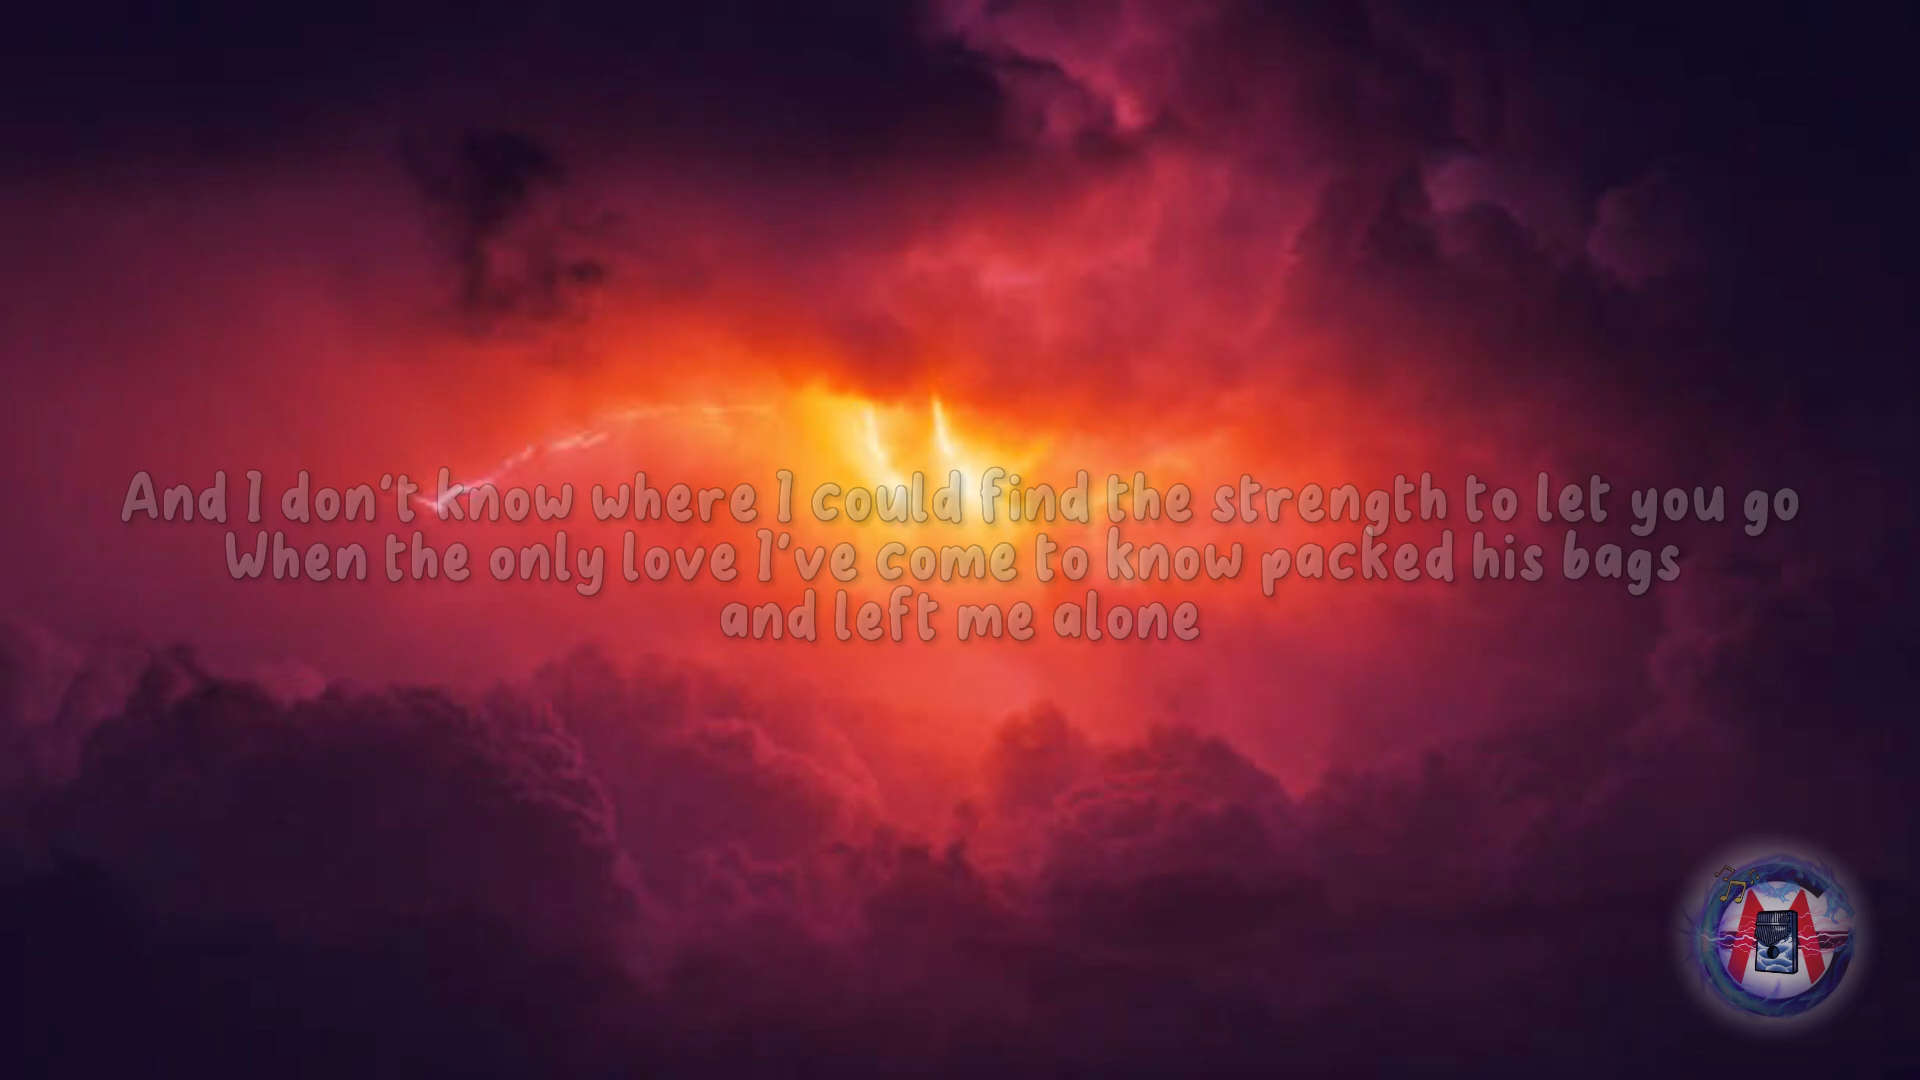 And I don't know where I could find the strength to let you go
When the only love I've come to know packed his bags
and left me alone